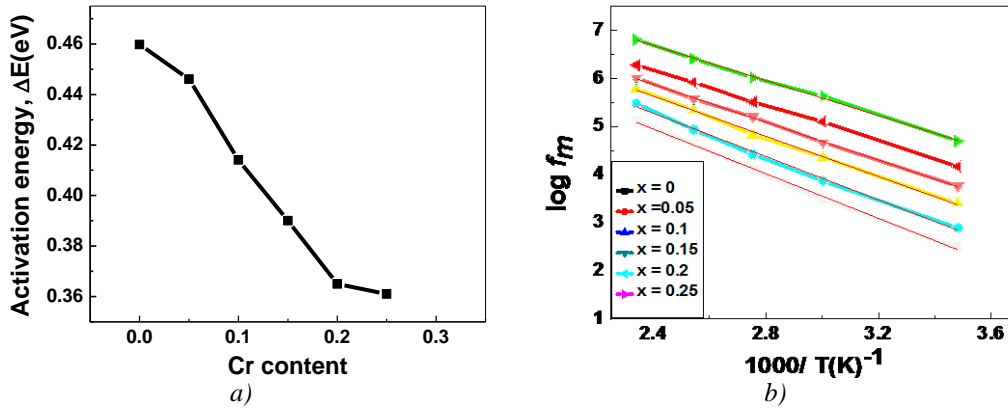 Activation energy, ΔE(eV)
0.46
0.44
0.42
0.40
0.38
0.36
0.0
0.1
0.2
0.3
Cr content
a)
log fm
7
6
5
4
3
2
1
x = 0
x =0.05
x = 0.1
x = 0.15
x = 0.2
x = 0.25
2.4
2.8
3.2
3.6
1000/ T(K)⁻¹
b)